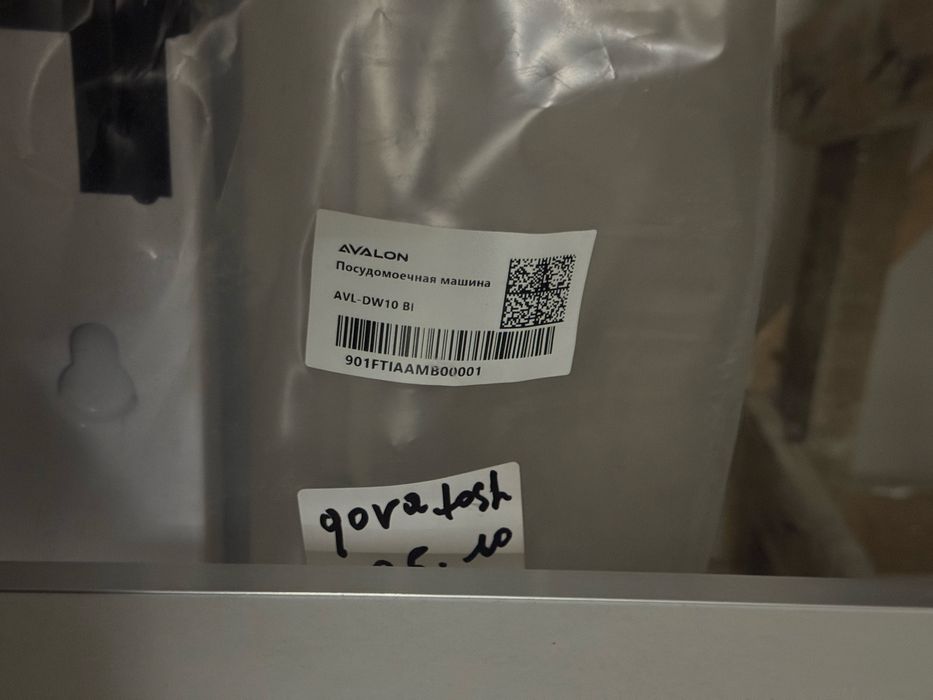 AVALON
Посудомоечная машина
AVL-DW10 BI
901FTIAAMB00001
qora tosh